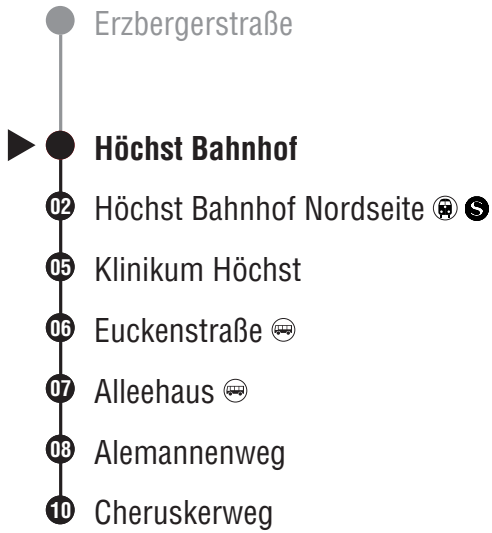 Erzbergerstraße
Höchst Bahnhof
02 Höchst Bahnhof Nordseite S
05 Klinikum Höchst
06 Euckenstraße
07 Alleehaus
08 Alemannenweg
10 Cheruskerweg